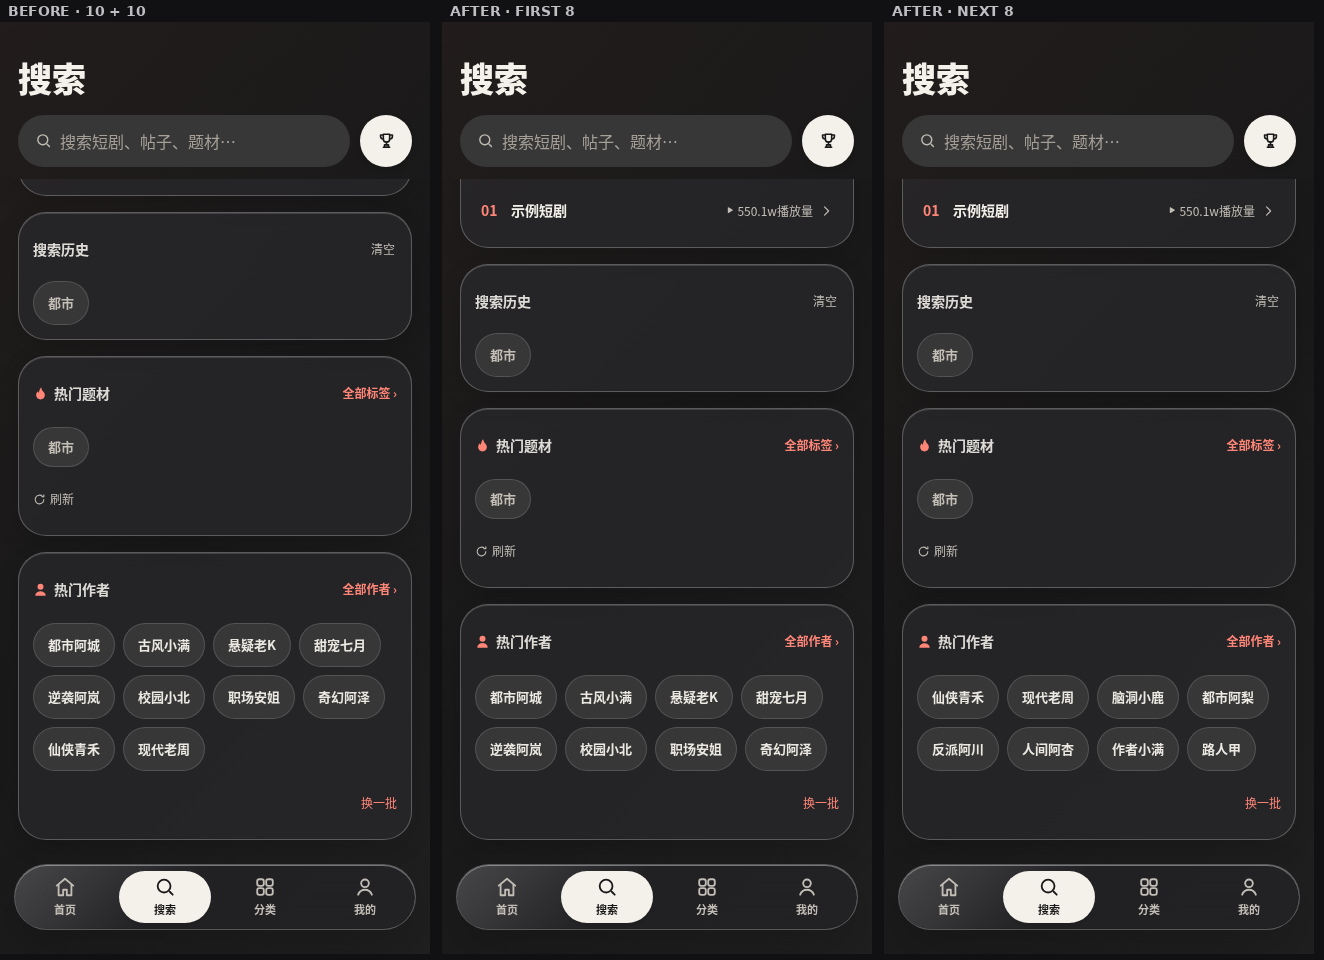 BEFORE · 10 + 10
搜索
搜索短剧、帖子、题材…
搜索历史
清空
都市
热门题材
全部标签 ›
都市
刷新
热门作者
全部作者 ›
都市阿城 古风小满 悬疑老K 甜宠七月
逆袭阿岚 校园小北 职场安姐 奇幻阿泽
仙侠青禾 现代老周
换一批
首页 搜索 分类 我的
AFTER · FIRST 8
搜索
搜索短剧、帖子、题材…
01 示例短剧 550.1w播放量
搜索历史
清空
都市
热门题材
全部标签 ›
都市
刷新
热门作者
全部作者 ›
都市阿城 古风小满 悬疑老K 甜宠七月
逆袭阿岚 校园小北 职场安姐 奇幻阿泽
换一批
首页 搜索 分类 我的
AFTER · NEXT 8
搜索
搜索短剧、帖子、题材…
01 示例短剧 550.1w播放量
搜索历史
清空
都市
热门题材
全部标签 ›
都市
刷新
热门作者
全部作者 ›
仙侠青禾 现代老周 脑洞小鹿 都市阿梨
反派阿川 人间阿杏 作者小满 路人甲
换一批
首页 搜索 分类 我的